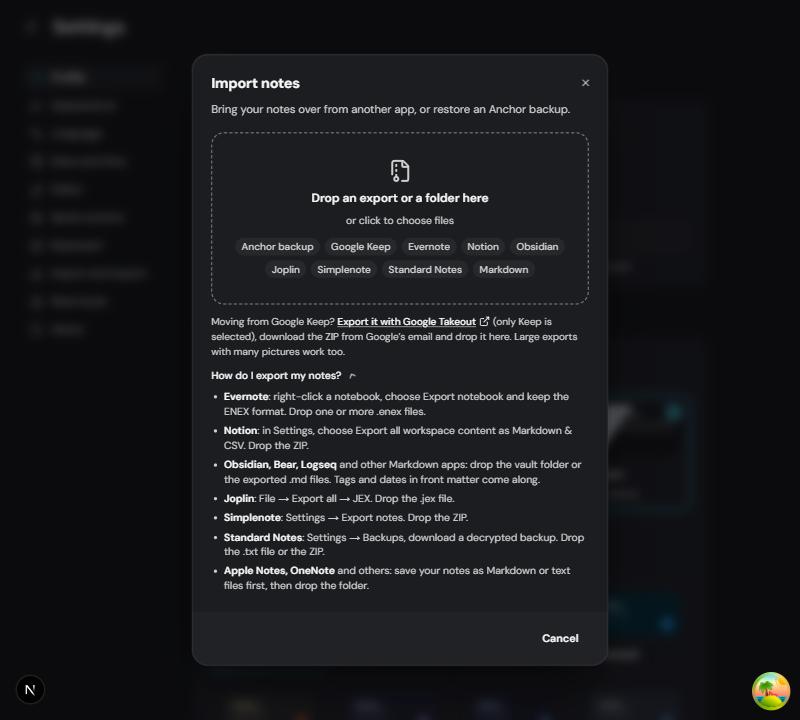 Settings
Import notes
Bring your notes over from another app, or restore an Anchor backup.
Drop an export or a folder here
or click to choose files
Anchor backup Google Keep Evernote Notion Obsidian
Joplin Simplenote Standard Notes Markdown
Moving from Google Keep? Export it with Google Takeout (only Keep is
selected), download the ZIP from Google's email and drop it here. Large exports
with many pictures work too.
How do I export my notes?
• Evernote: right-click a notebook, choose Export notebook and keep the
ENEX format. Drop one or more .enex files.
• Notion: in Settings, choose Export all workspace content as Markdown &
CSV. Drop the ZIP.
• Obsidian, Bear, Logseq and other Markdown apps: drop the vault folder or
the exported .md files. Tags and dates in front matter come along.
• Joplin: File → Export all → JEX. Drop the .jex file.
• Simplenote: Settings → Export notes. Drop the ZIP.
• Standard Notes: Settings → Backups, download a decrypted backup. Drop
the .txt file or the ZIP.
• Apple Notes, OneNote and others: save your notes as Markdown or text
files first, then drop the folder.
Cancel
N